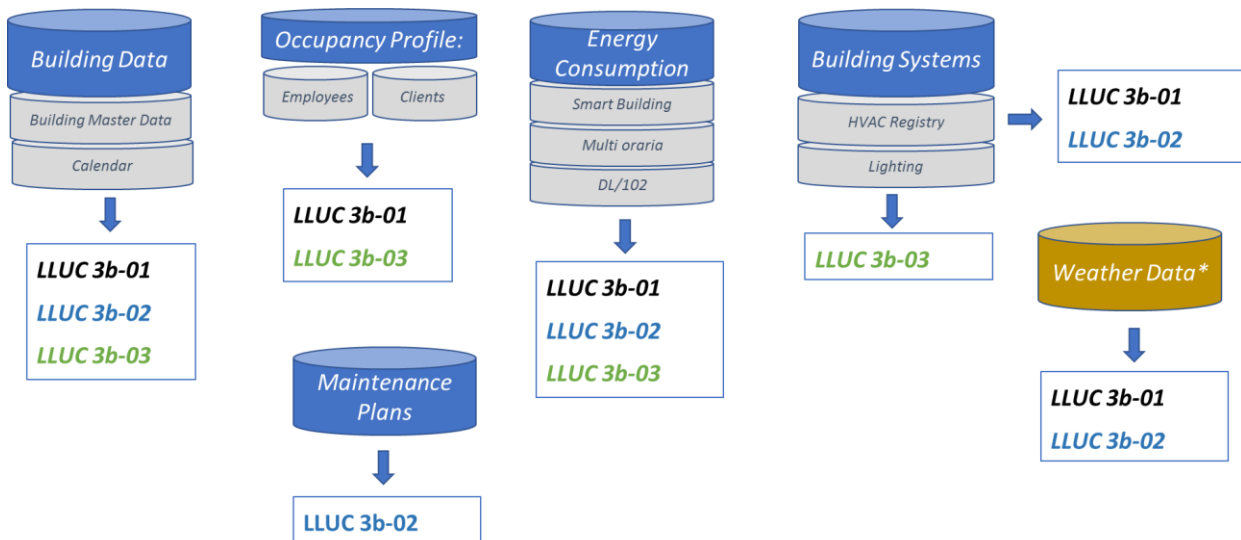 Building Data
Building Master Data
Calendar
LLUC 3b-01
LLUC 3b-02
LLUC 3b-03
Occupancy Profile:
Employees
Clients
LLUC 3b-01
LLUC 3b-03
Maintenance
Plans
LLUC 3b-02
Energy
Consumption
Smart Building
Multi oraria
DL/102
LLUC 3b-01
LLUC 3b-02
LLUC 3b-03
Building Systems
HVAC Registry
Lighting
LLUC 3b-03
LLUC 3b-01
LLUC 3b-02
Weather Data*
LLUC 3b-01
LLUC 3b-02